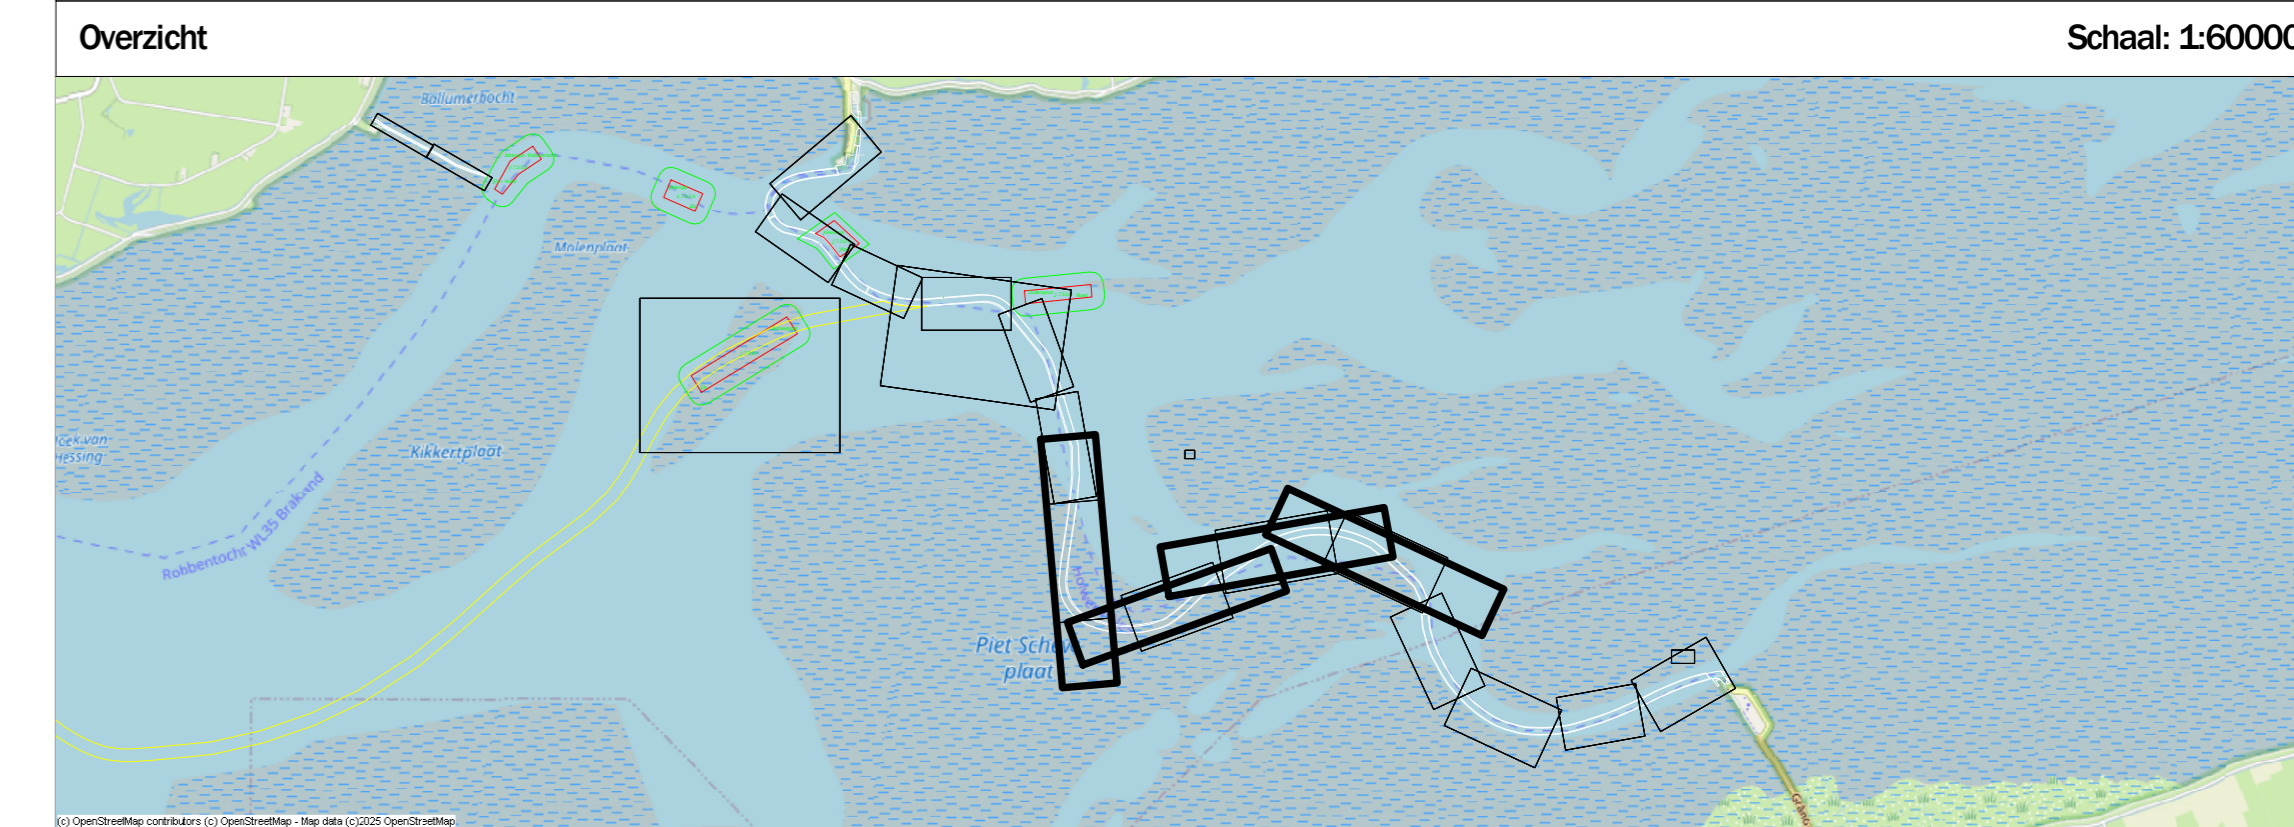 Overzicht
Schaal: 1:60000
Ballumerbocht
Molenplaat
Kikkertplaat
Hessing
Robbentocht WL35 Brakzand
Piet Scheve
plaat
(c) OpenStreetMap contributors (c) OpenStreetMap - Map data (c)2025 OpenStreetMap